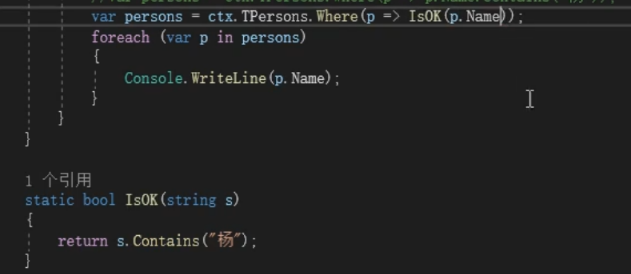 var persons = ctx.TPersons.Where(p => IsOK(p.Name));
foreach (var p in persons)
{
Console.WriteLine(p.Name);
}
}
}
1 个引用
static bool IsOK(string s)
{
return s.Contains("杨");
}